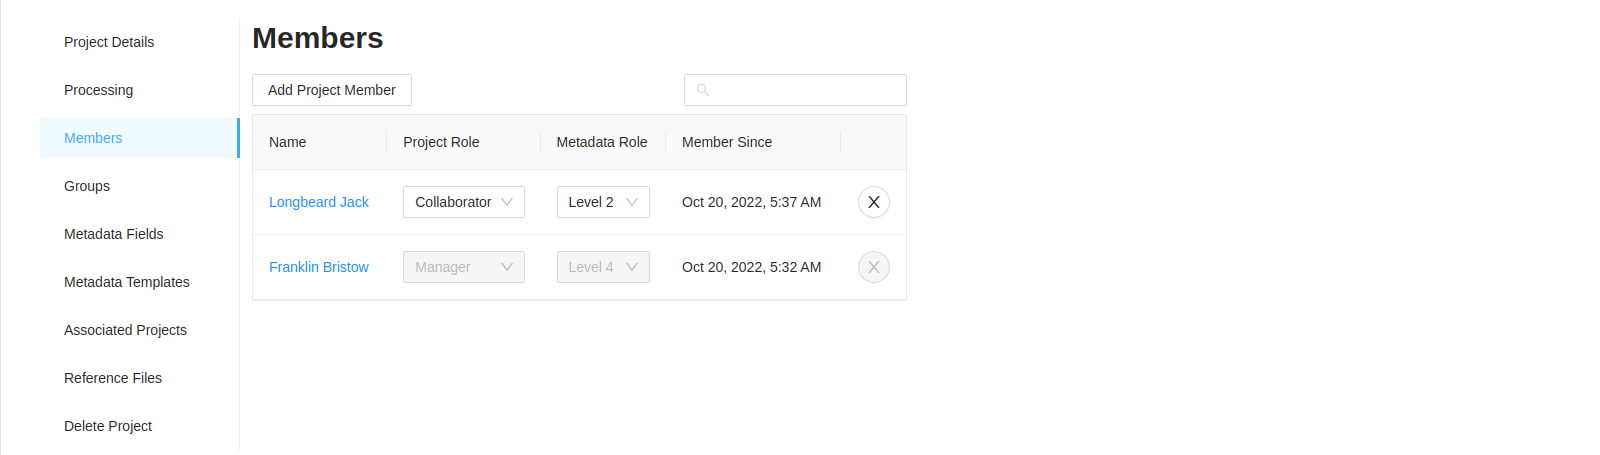 Project Details
Processing
Members
Groups
Metadata Fields
Metadata Templates
Associated Projects
Reference Files
Delete Project
Members
Add Project Member
Name Project Role Metadata Role Member Since
Longbeard Jack Collaborator Level 2 Oct 20, 2022, 5:37 AM
Franklin Bristow Manager Level 4 Oct 20, 2022, 5:32 AM